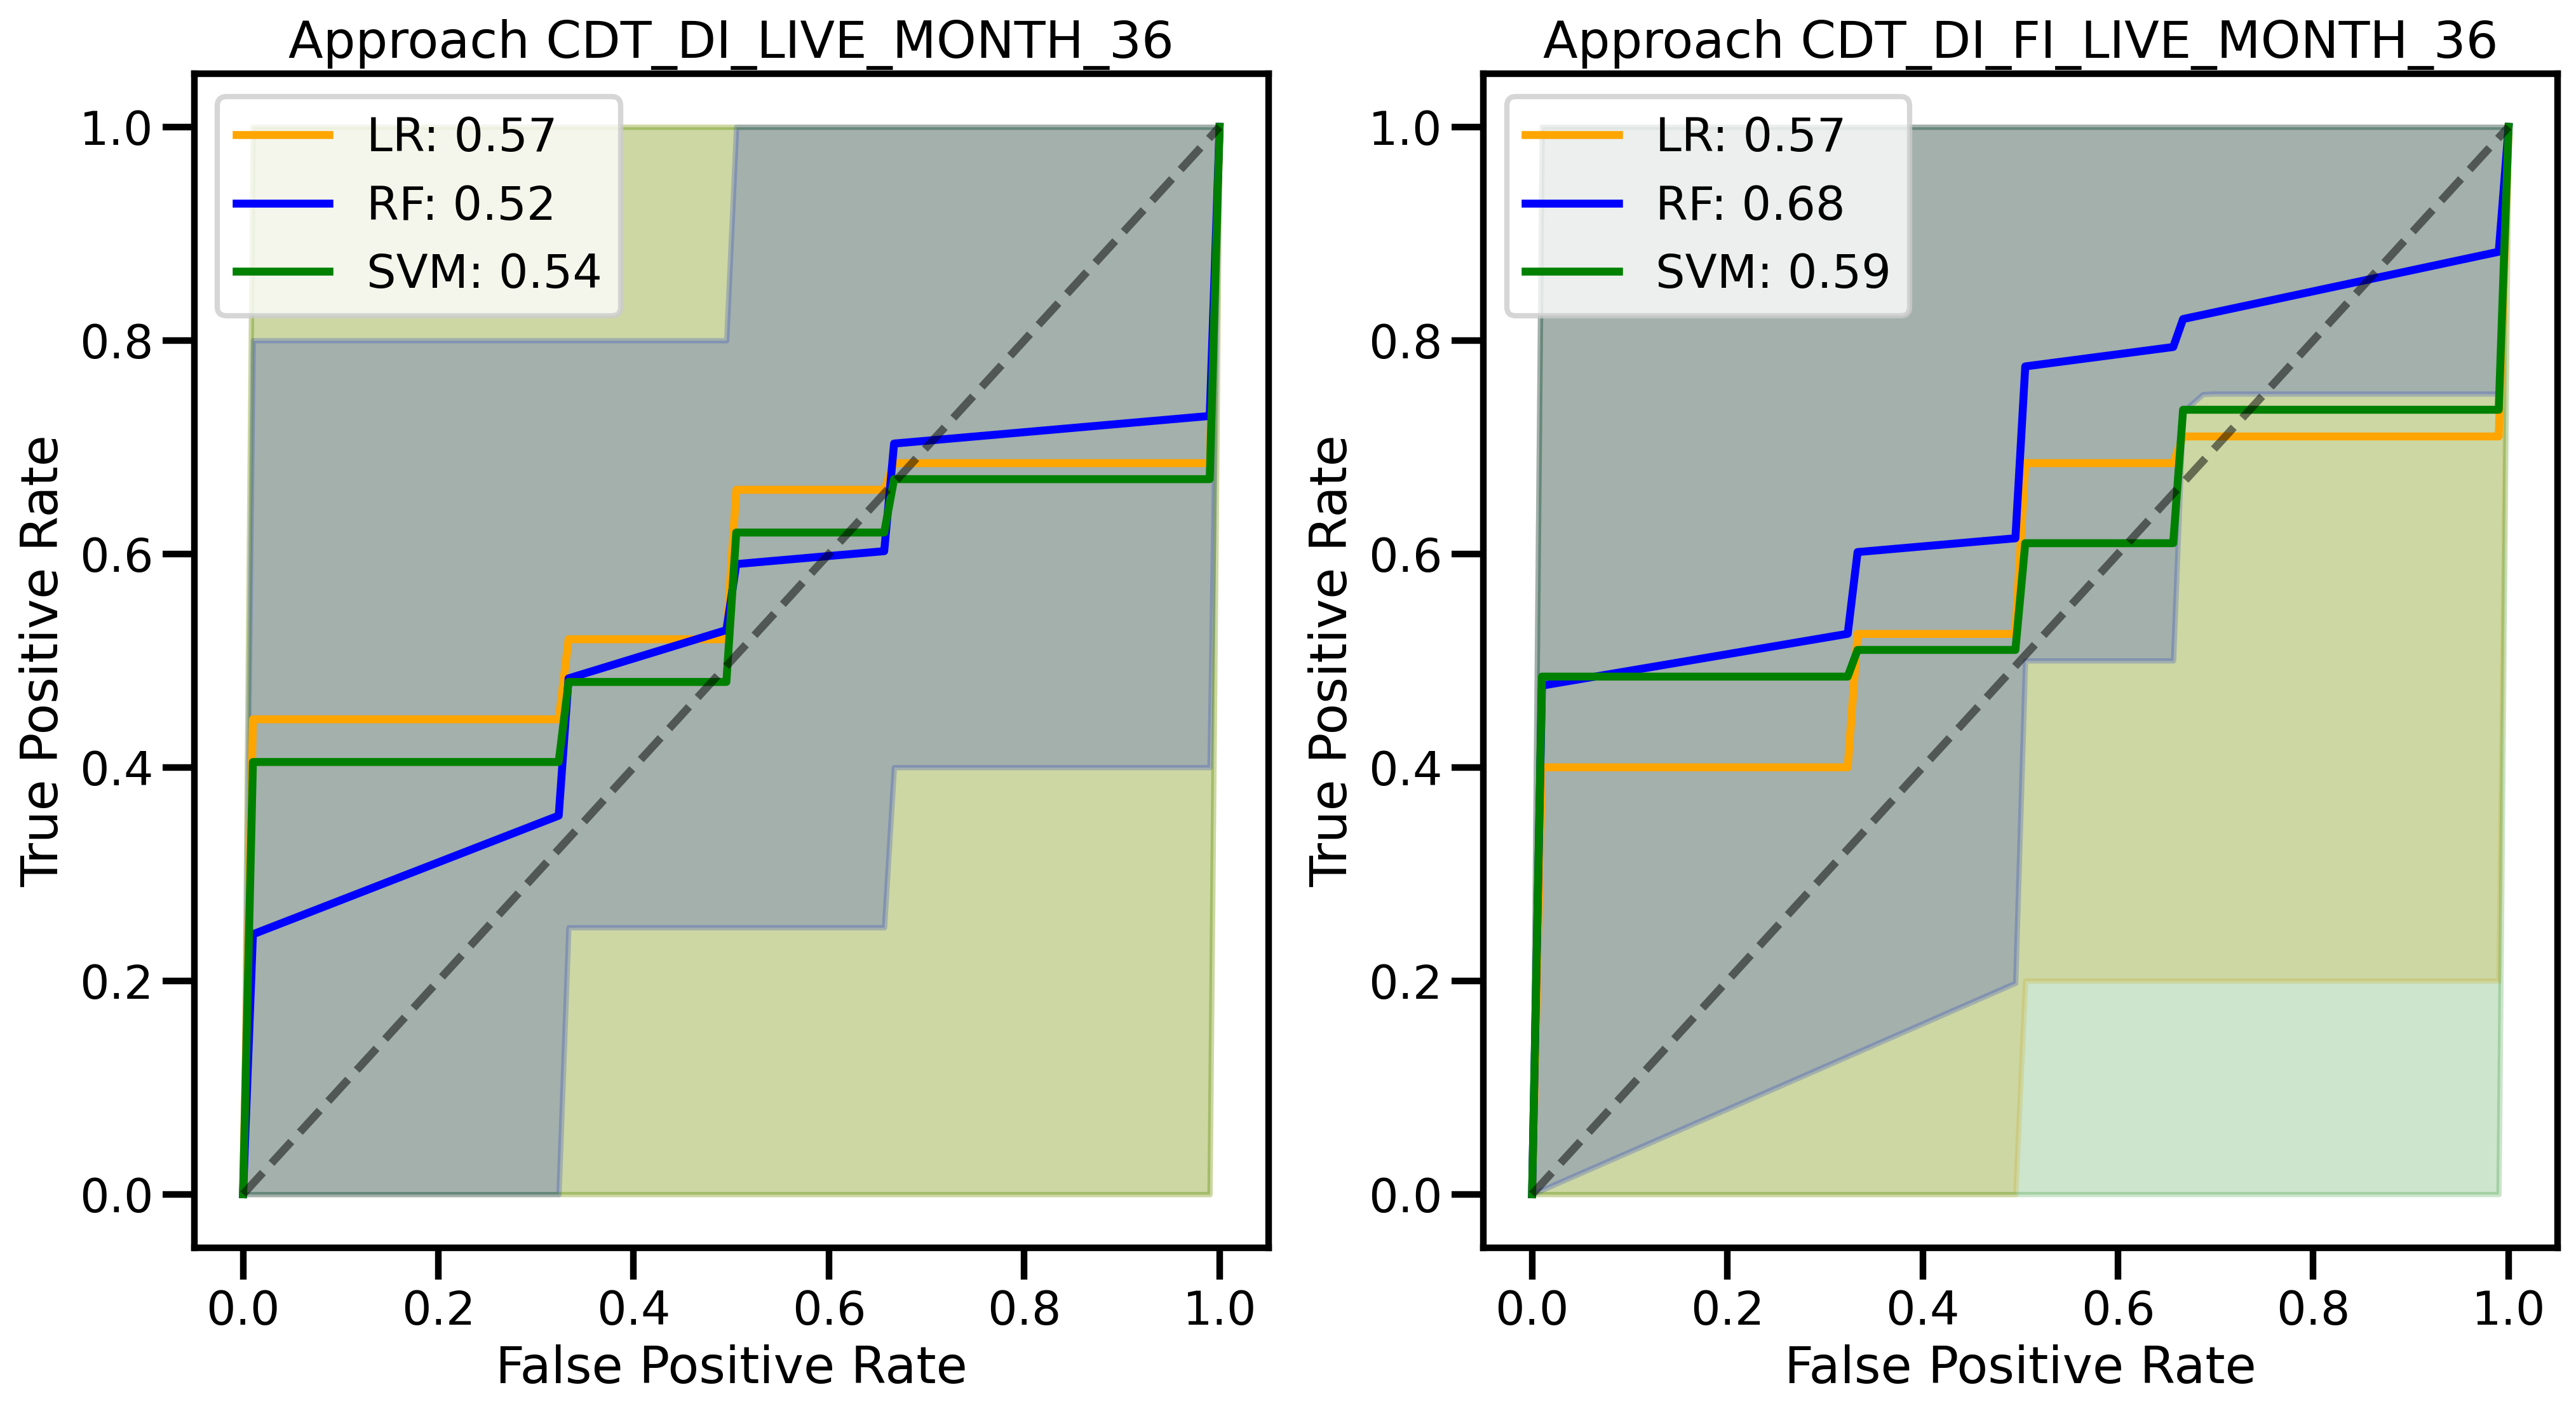 Approach CDT_DI_LIVE_MONTH_36
LR: 0.57
RF: 0.52
SVM: 0.54
True Positive Rate
1.0
0.8
0.6
0.4
0.2
0.0
0.0 0.2 0.4 0.6 0.8 1.0
False Positive Rate
Approach CDT_DI_FI_LIVE_MONTH_36
LR: 0.57
RF: 0.68
SVM: 0.59
True Positive Rate
1.0
0.8
0.6
0.4
0.2
0.0
0.0 0.2 0.4 0.6 0.8 1.0
False Positive Rate